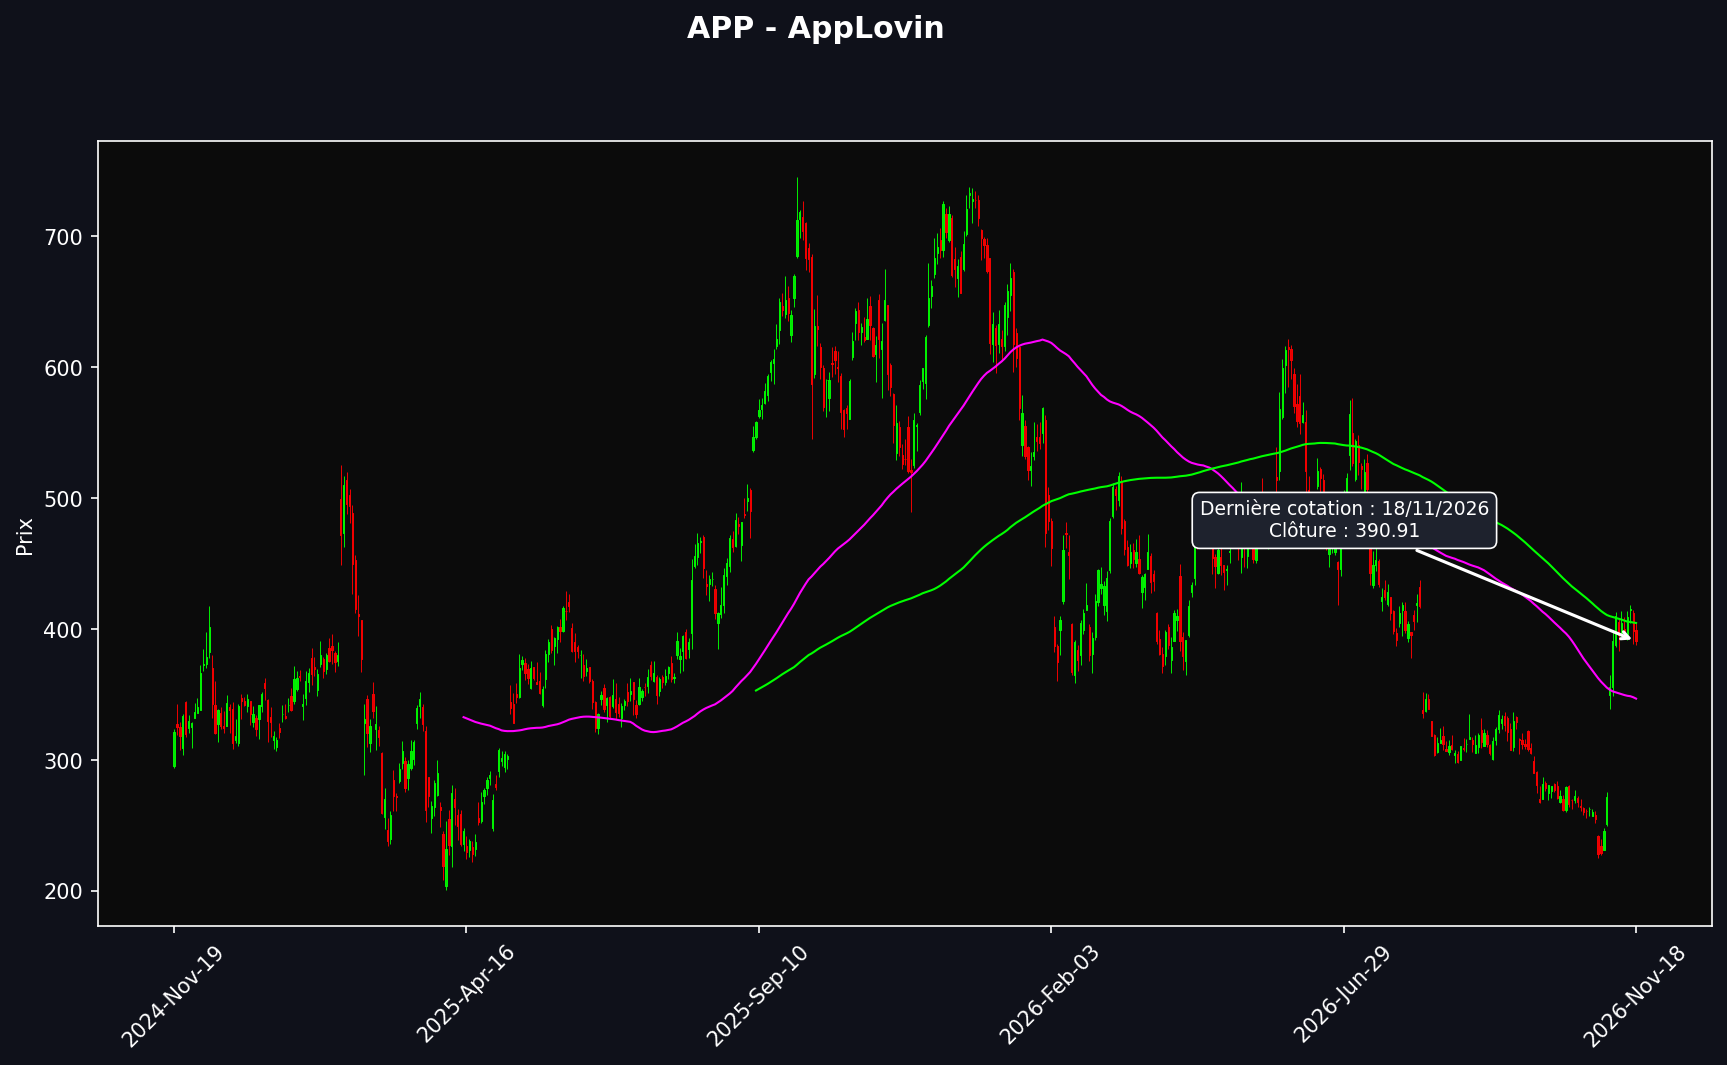 APP - AppLovin
Prix
700
600
500
400
300
200
Dernière cotation : 18/11/2026
Clôture : 390.91
2024-Nov-19
2025-Apr-16
2025-Sep-10
2026-Feb-03
2026-Jun-29
2026-Nov-18